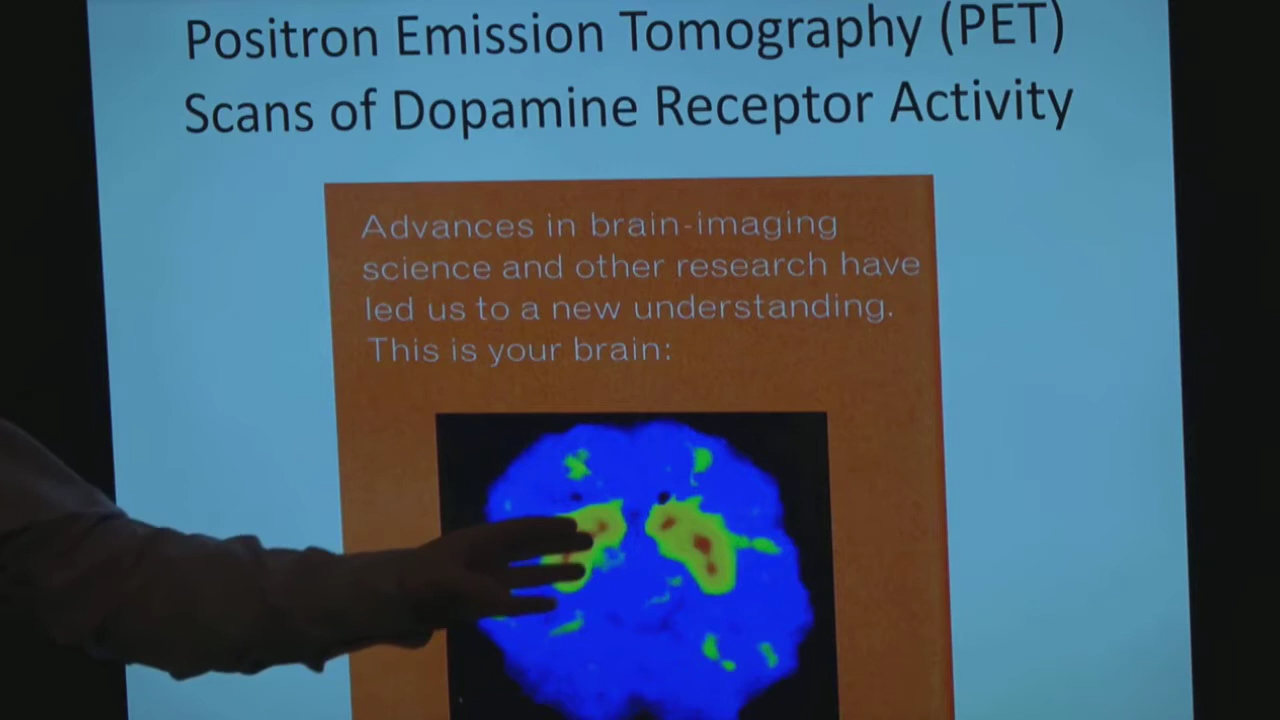 Positron Emission Tomography (PET)
Scans of Dopamine Receptor Activity
Advances in brain-imaging
science and other research have
led us to a new understanding.
This is your brain: